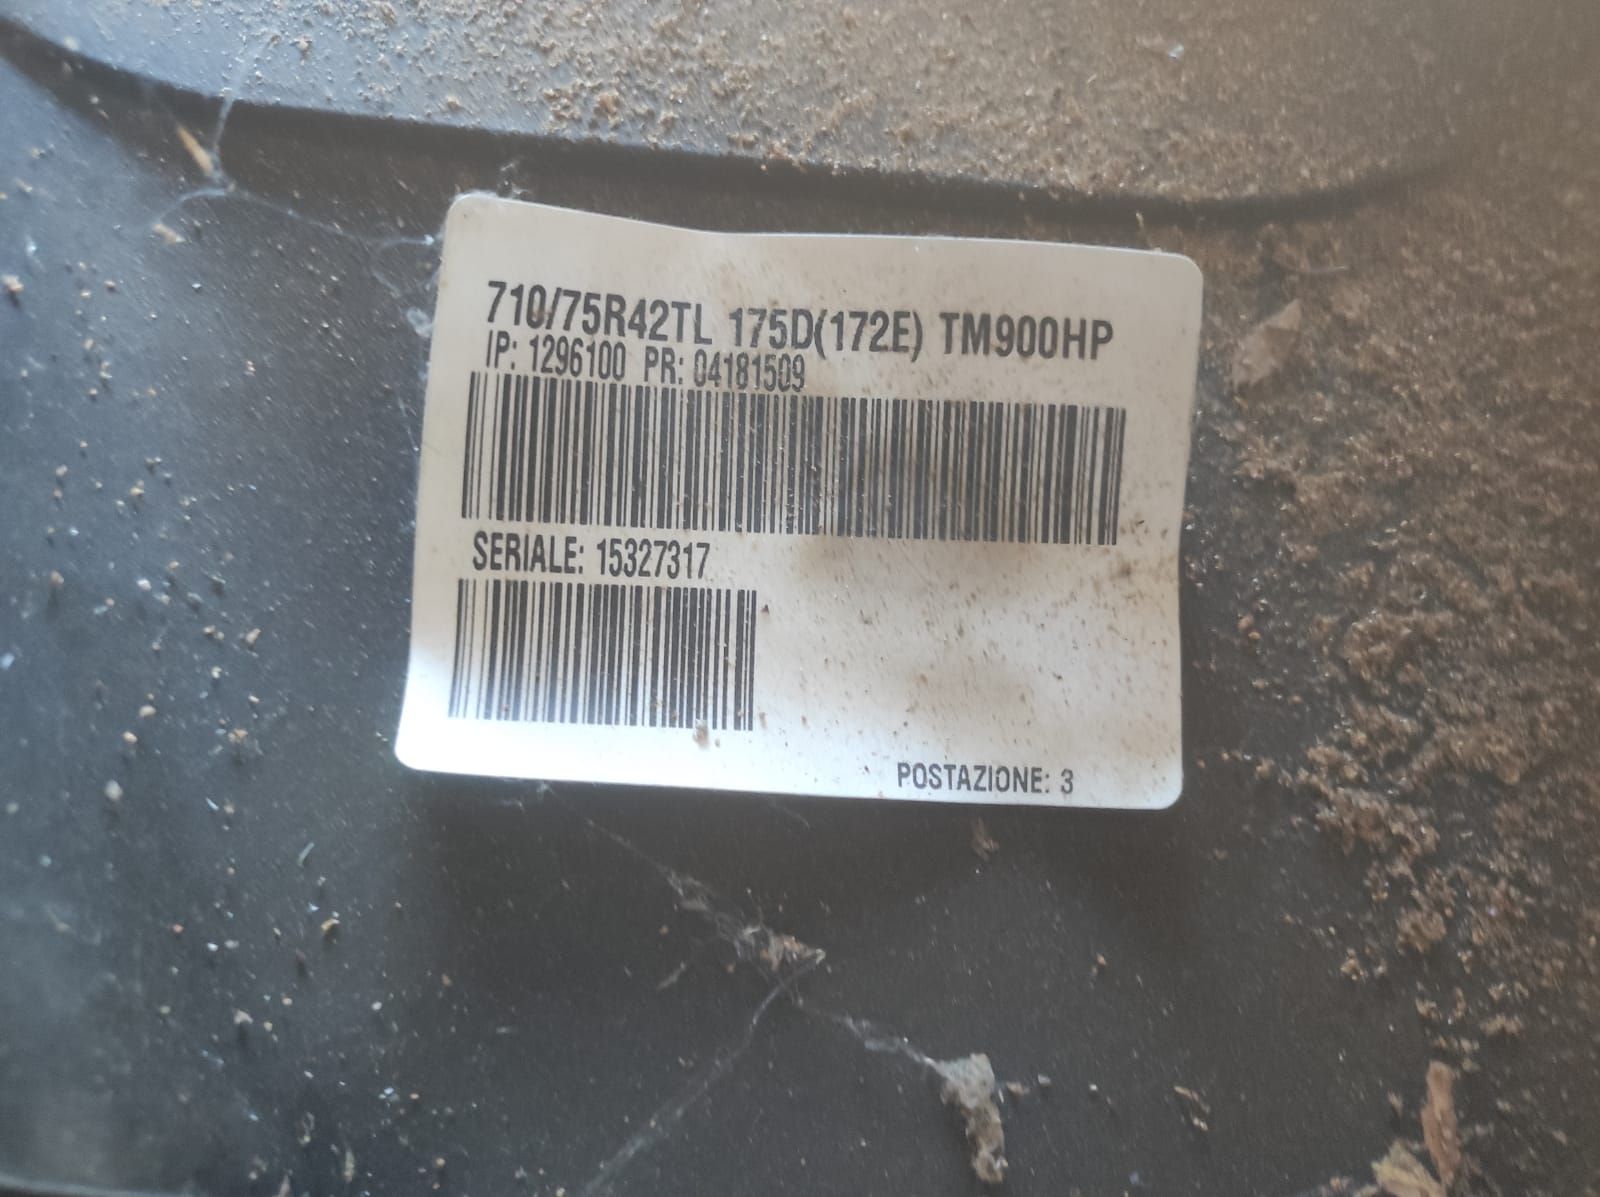 710/75R42TL 175D(172E) TM900HP
IP: 1296100 PR: 04181509
SERIALE: 15327317
POSTAZIONE: 3